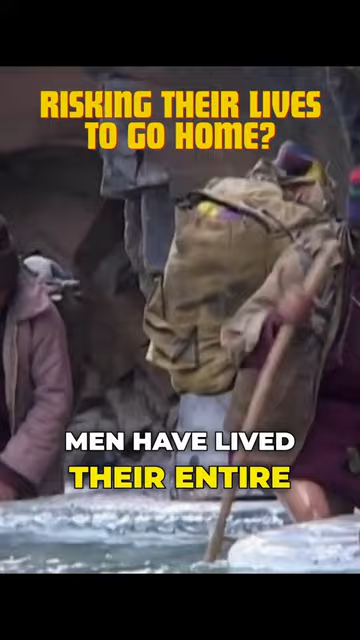 RISKING THEIR LIVES
TO GO HOME?
MEN HAVE LIVED
THEIR ENTIRE